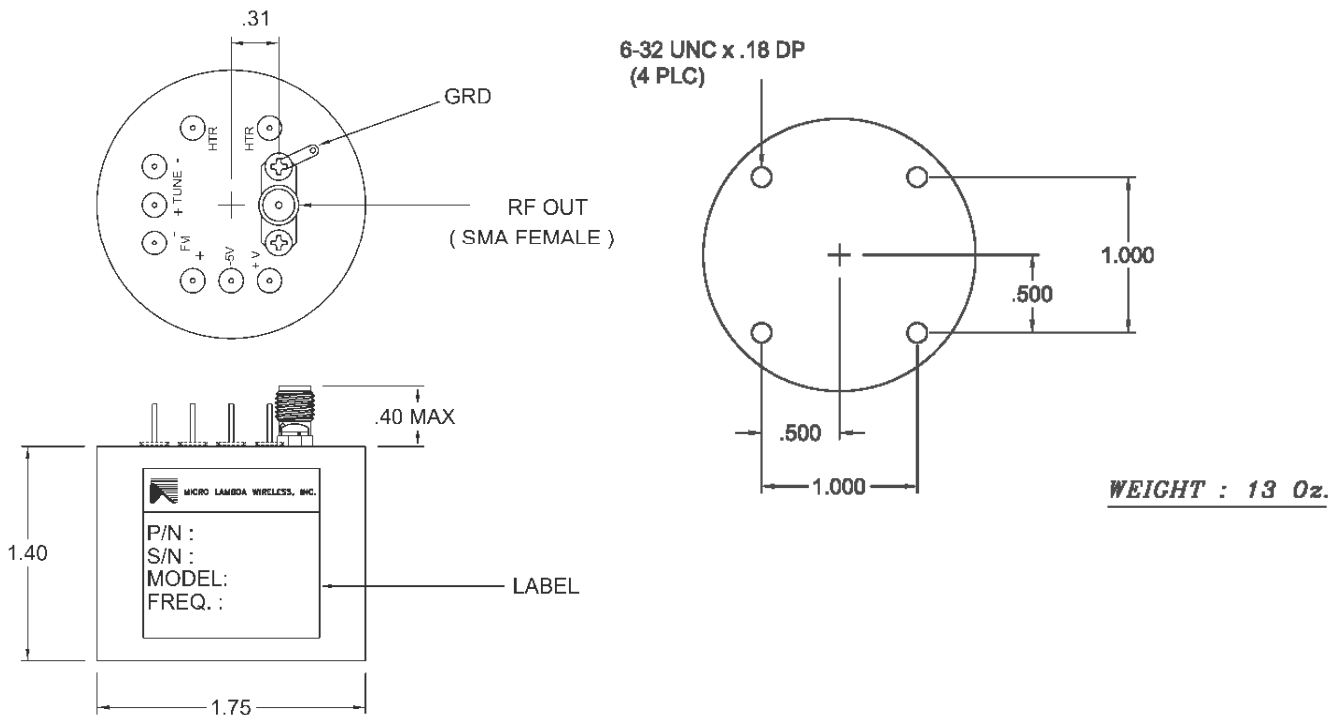 .31
GRD
HTR
HTR
TUNE -
+
RF OUT
( SMA FEMALE )
-
FM
+
-5V
+ V
6-32 UNC x .18 DP
(4 PLC)
1.000
.500
.500
1.000
.40 MAX
MICRO LAMBDA WIRELESS, INC.
P/N :
S/N :
MODEL:
FREQ. :
1.40
LABEL
1.75
WEIGHT : 13 Oz.